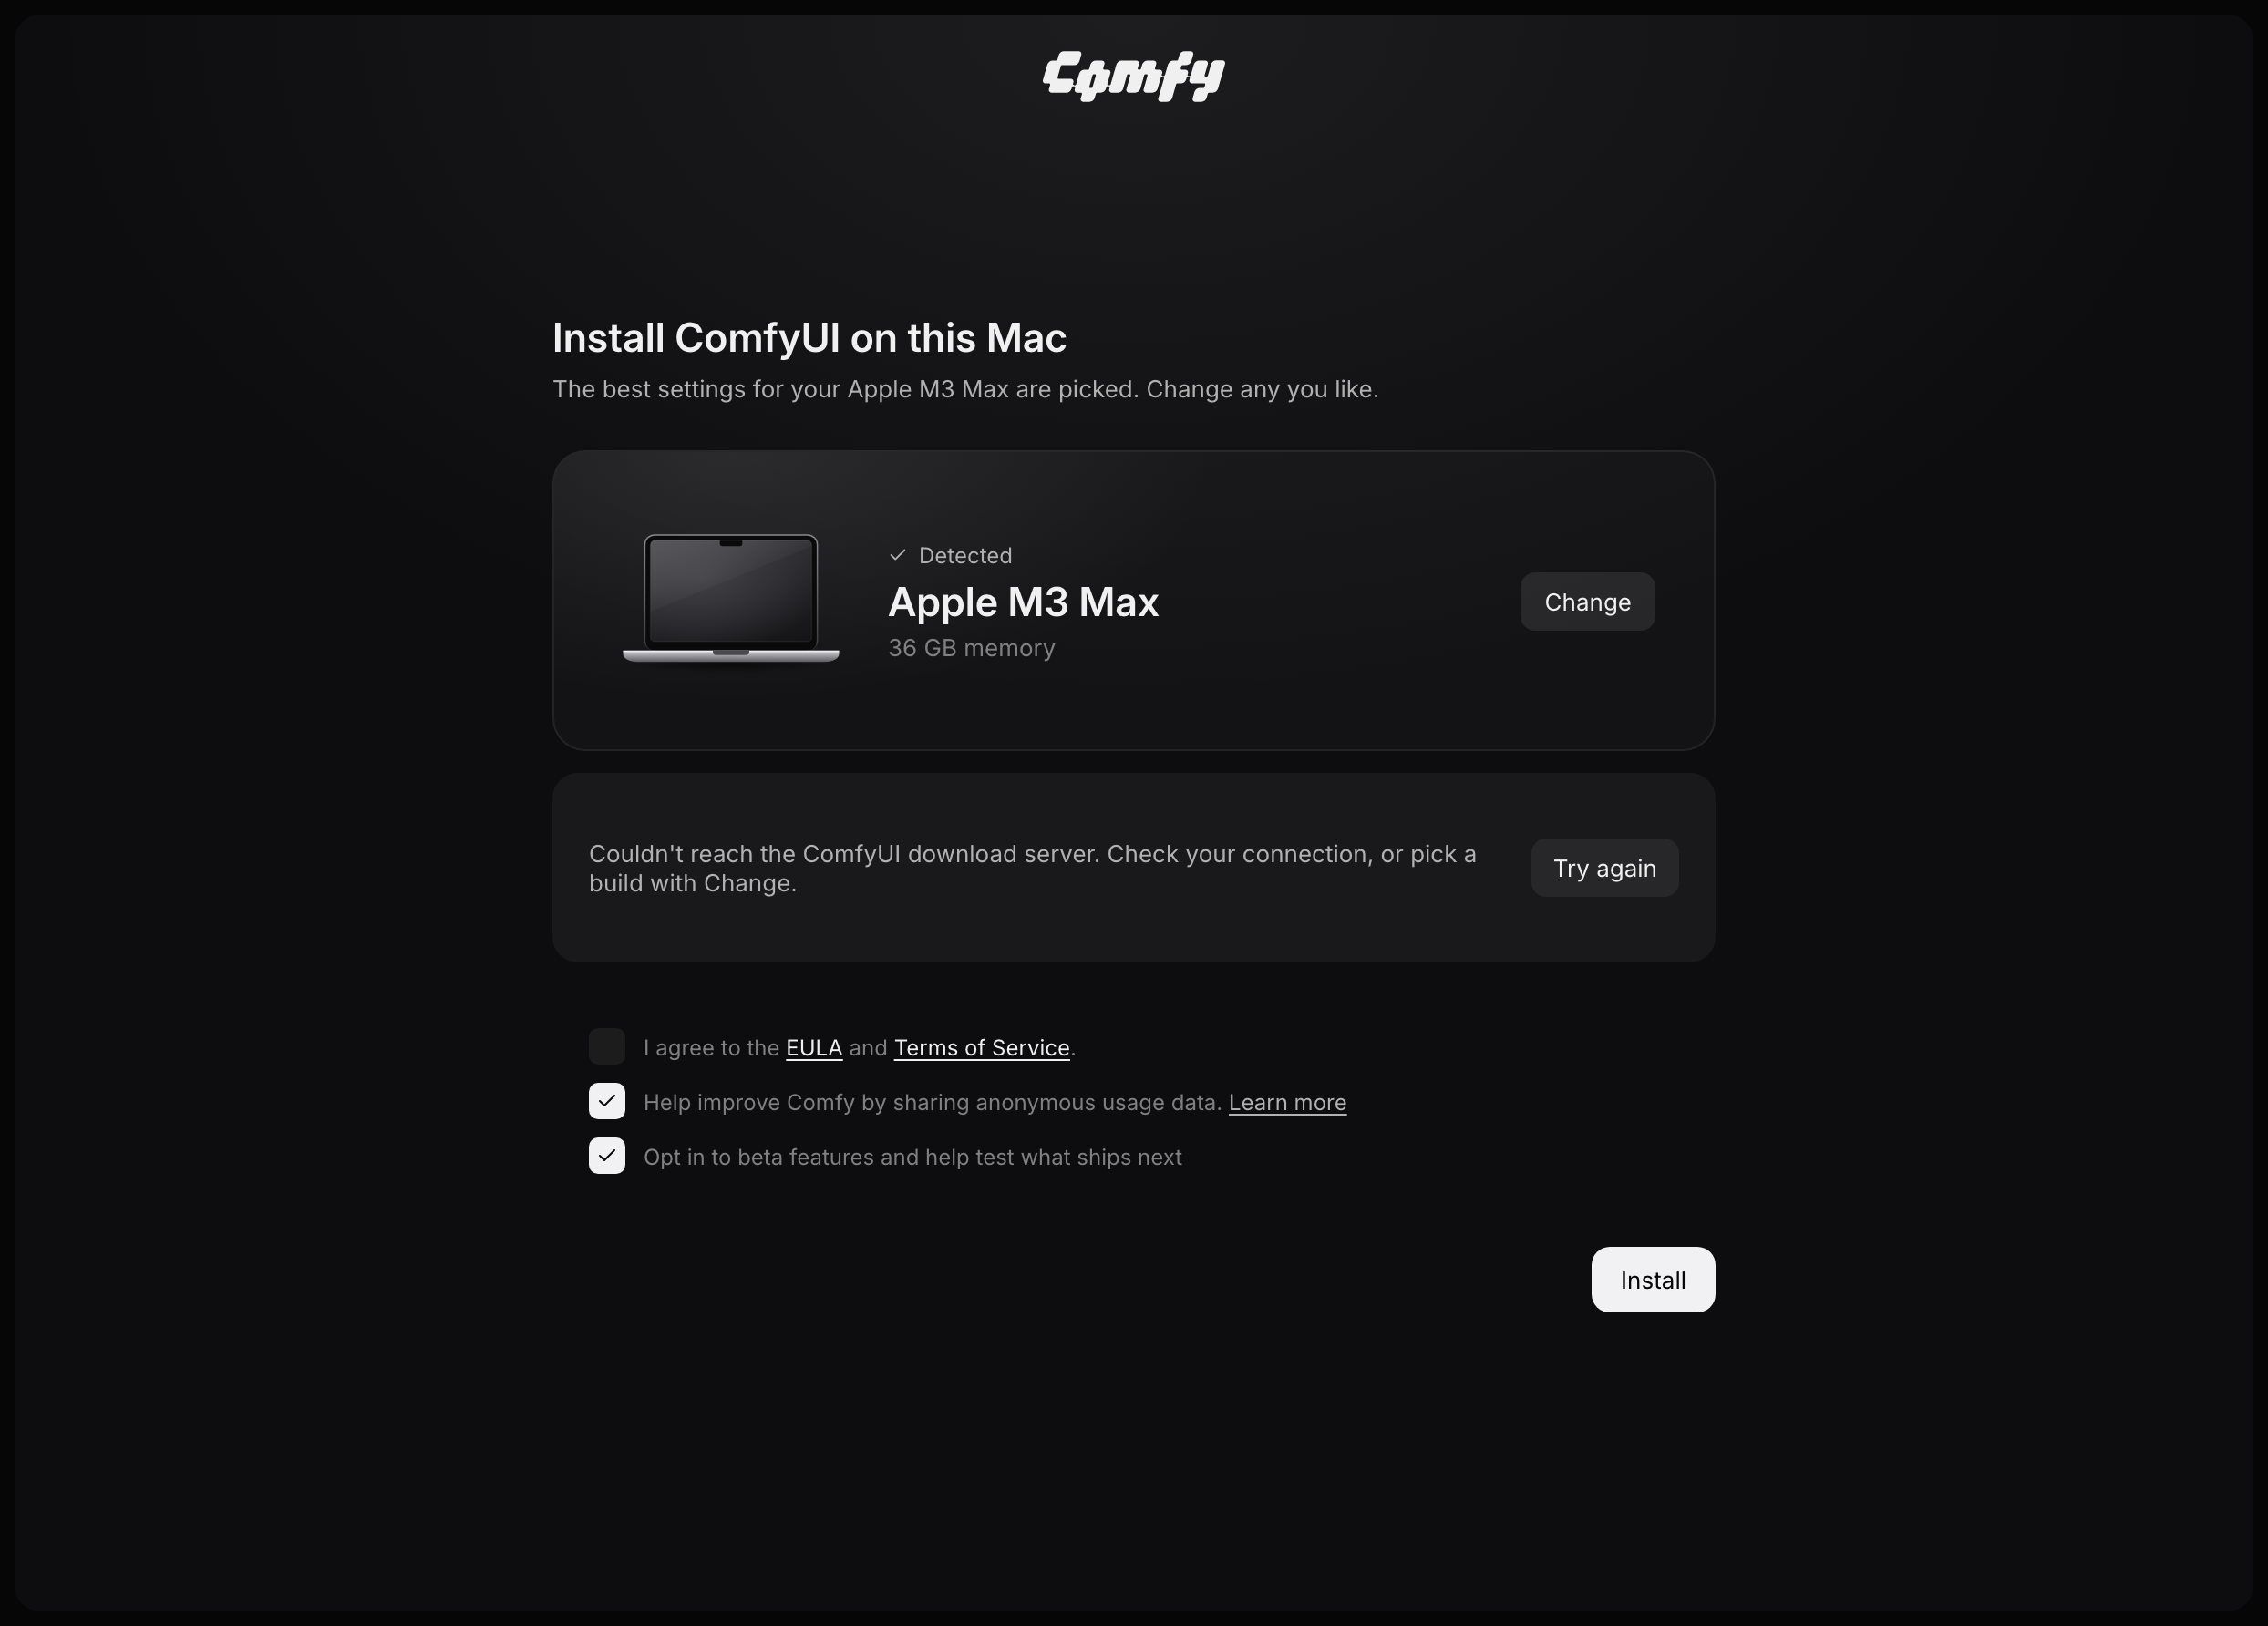 Comfy
Install ComfyUI on this Mac
The best settings for your Apple M3 Max are picked. Change any you like.
Detected
Apple M3 Max
36 GB memory
Change
Couldn't reach the ComfyUI download server. Check your connection, or pick a
build with Change.
Try again
I agree to the EULA and Terms of Service.
Help improve Comfy by sharing anonymous usage data. Learn more
Opt in to beta features and help test what ships next
Install